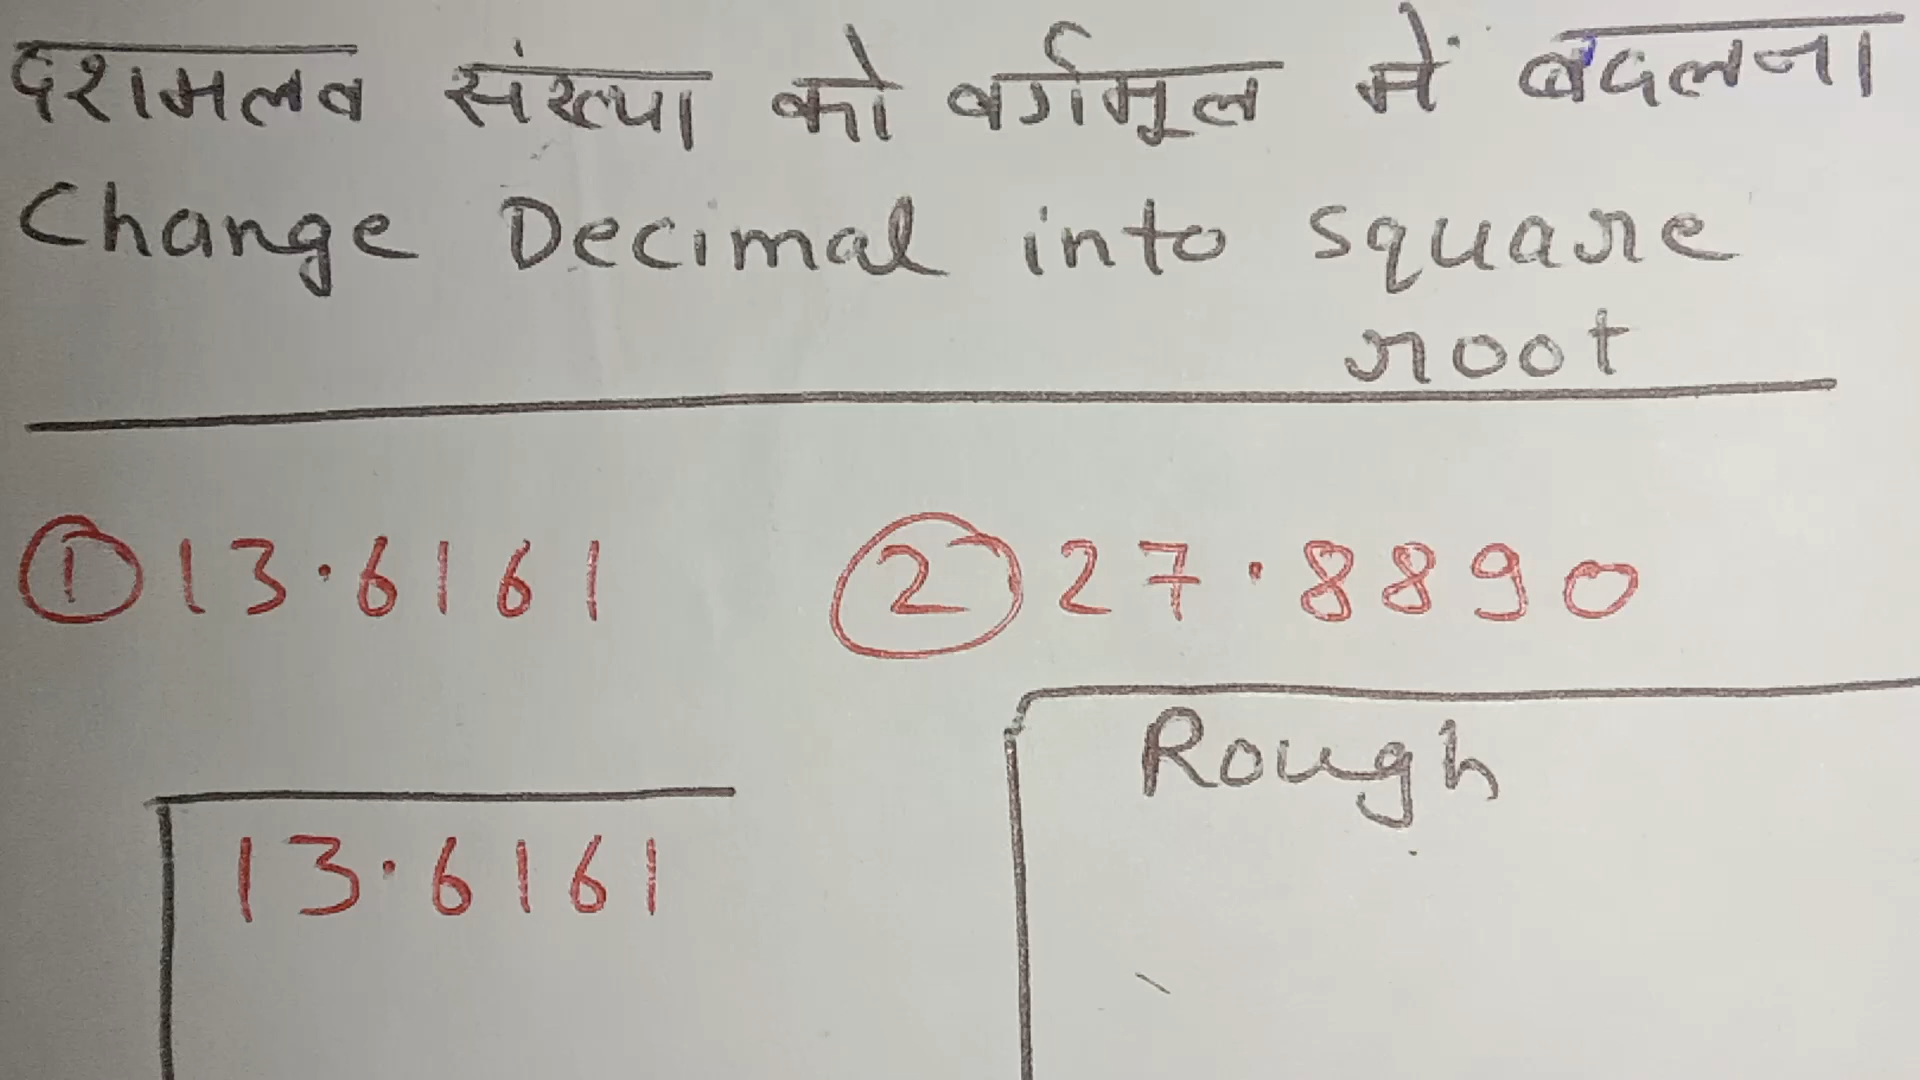 दशमलव संख्या को वर्गमूल में बदलना
Change Decimal into square
root
① 13.6161 ② 27.8890
Rough
13.6161